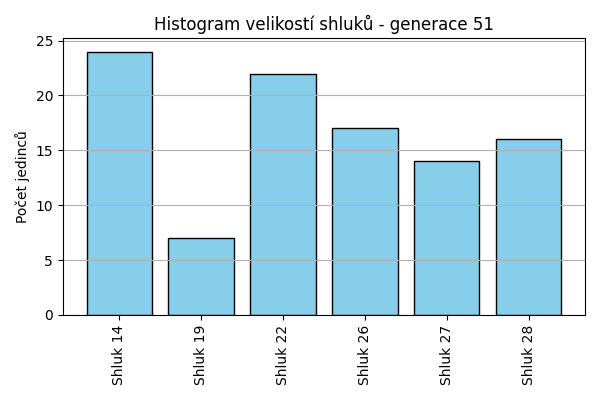 Histogram velikostí shluků - generace 51
Počet jedinců
25
20
15
10
5
0
Shluk 14
Shluk 19
Shluk 22
Shluk 26
Shluk 27
Shluk 28